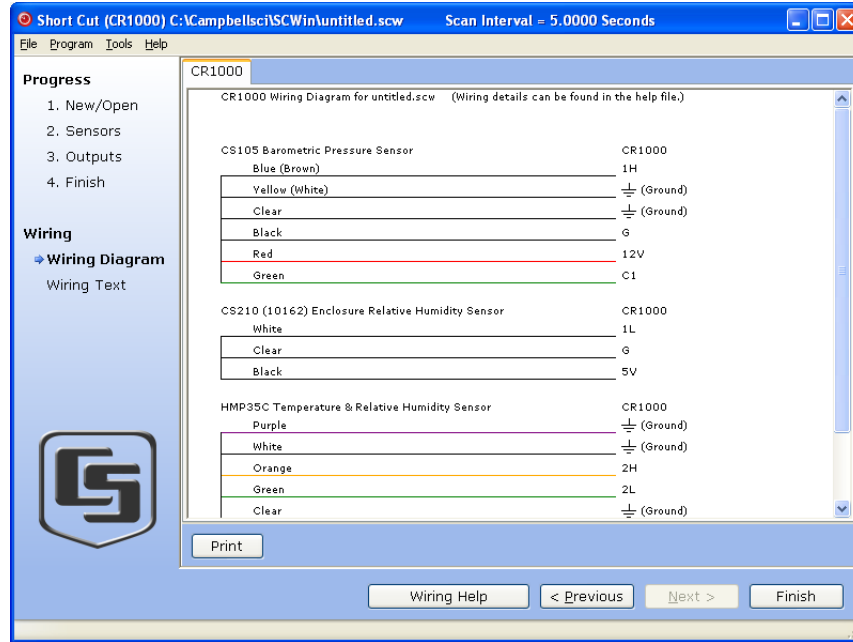 Short Cut (CR1000) C:\Campbellsci\SCWin\untitled.scw Scan Interval = 5.0000 Seconds
File Program Tools Help
Progress
1. New/Open
2. Sensors
3. Outputs
4. Finish
Wiring
Wiring Diagram
Wiring Text
CR1000
CR1000 Wiring Diagram for untitled.scw (Wiring details can be found in the help file.)
CS105 Barometric Pressure Sensor CR1000
Blue (Brown) 1H
Yellow (White) (Ground)
Clear (Ground)
Black G
Red 12V
Green C1
CS210 (10162) Enclosure Relative Humidity Sensor CR1000
White 1L
Clear G
Black 5V
HMP35C Temperature & Relative Humidity Sensor CR1000
Purple (Ground)
White (Ground)
Orange 2H
Green 2L
Clear (Ground)
Print
Wiring Help < Previous Next > Finish